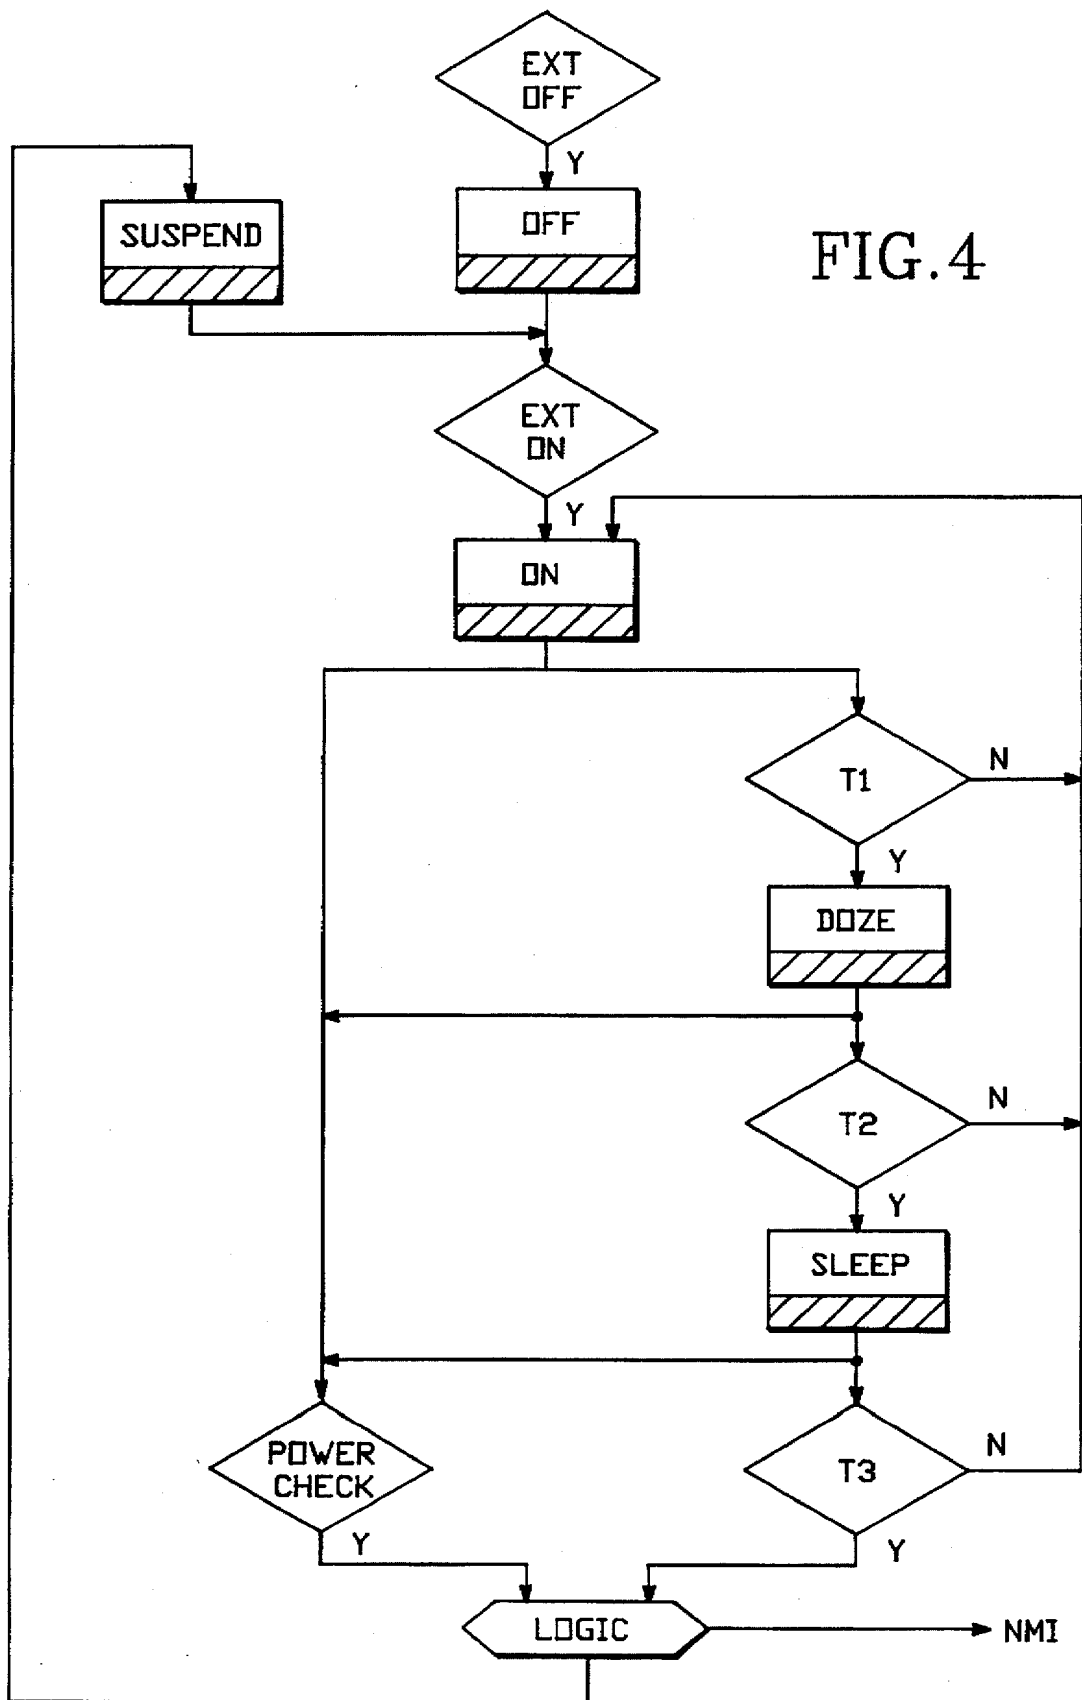 EXT
OFF
Y
SUSPEND
OFF
FIG.4
EXT
ON
Y
ON
T1
N
Y
DOZE
T2
N
Y
SLEEP
POWER
CHECK
T3
N
Y
Y
LOGIC
NMI